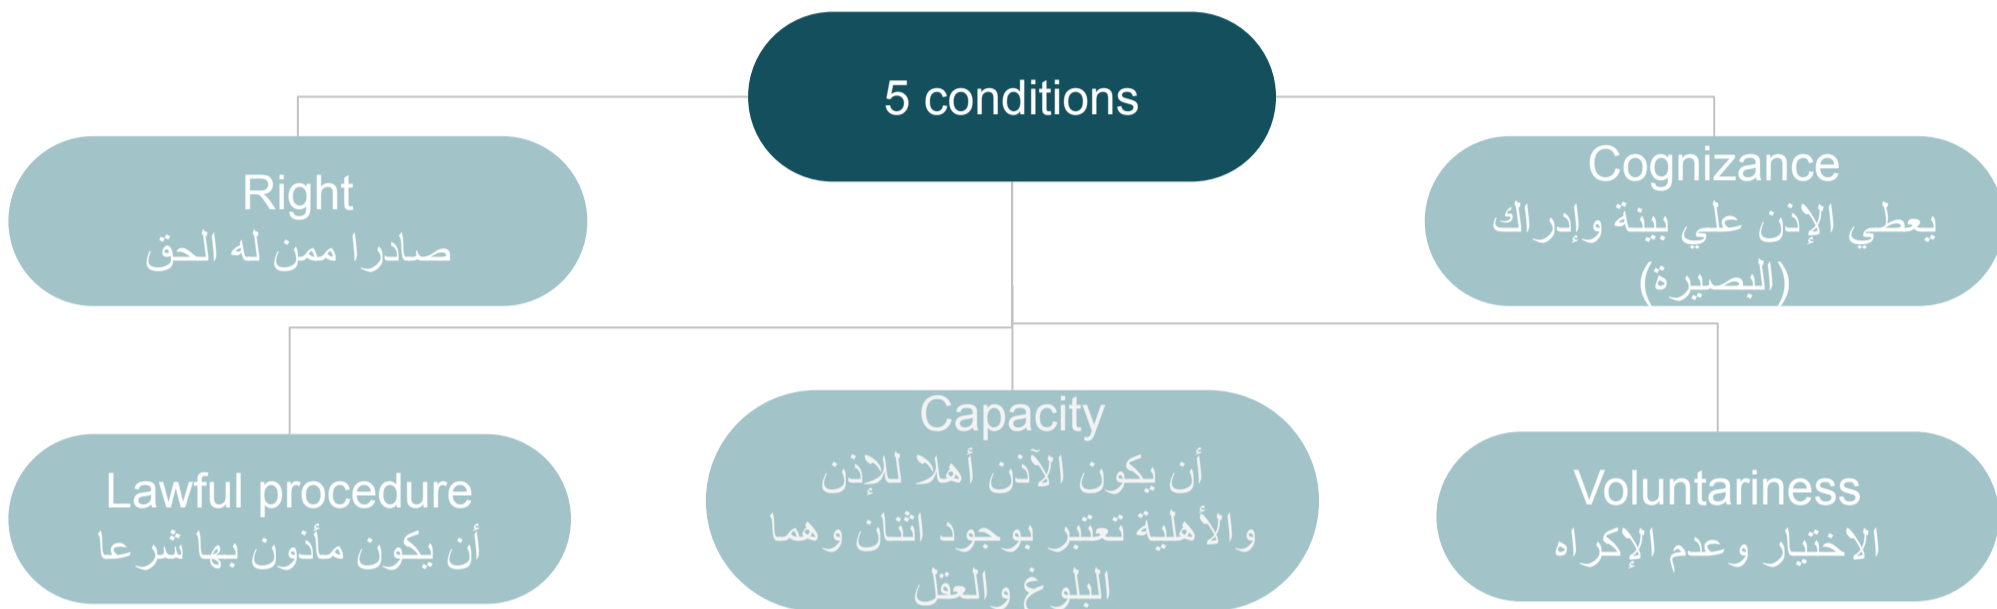 5 conditions
Right
صادرا ممن له الحق
Cognizance
يعطي الإذن علي بينة وإدراك
(البصيرة)
Lawful procedure
أن يكون مأذون بها شرعا
Capacity
أن يكون الآذن أهلا للإذن
والأهلية تعتبر بوجود اثنان وهما
البلوغ والعقل
Voluntariness
الاختيار وعدم الإكراه